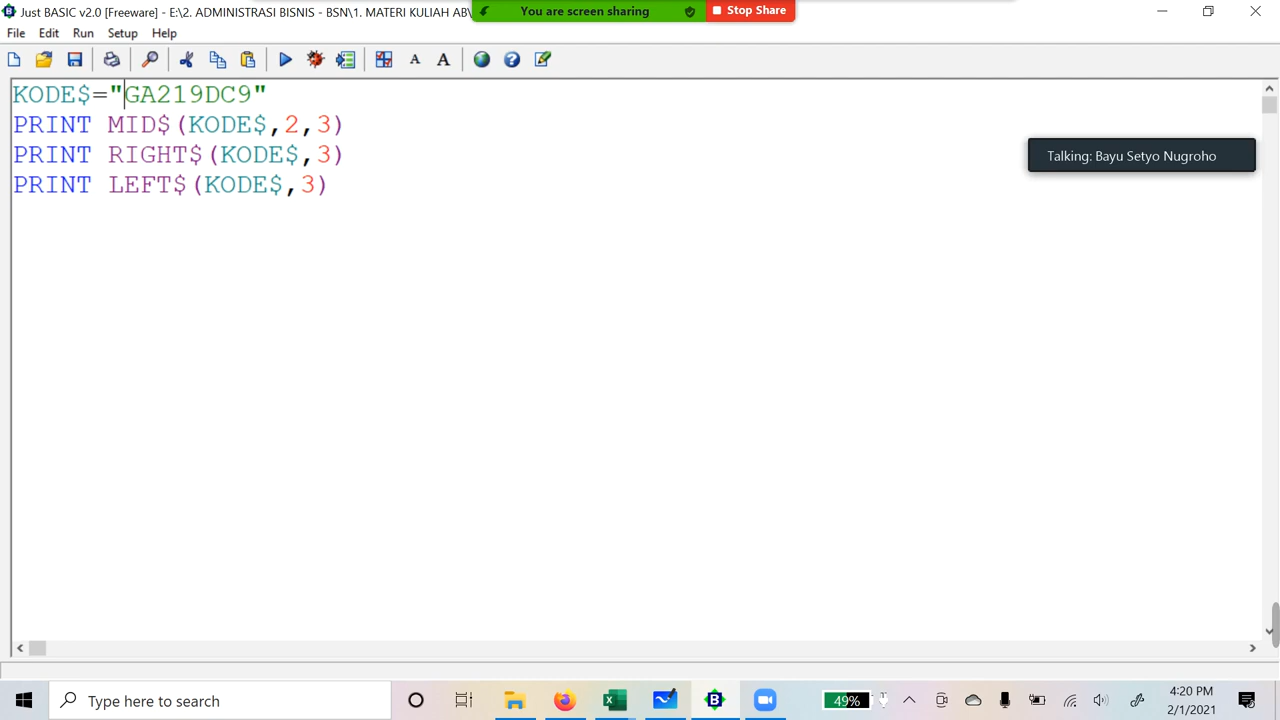 Just BASIC v2.0 [Freeware] - E:\2. ADMINISTRASI BISNIS - BSN\1. MATERI KULIAH AB\
You are screen sharing
Stop Share
File Edit Run Setup Help
A A
KODE$="GA219DC9"
PRINT MID$(KODE$,2,3)
PRINT RIGHT$(KODE$,3)
PRINT LEFT$(KODE$,3)
Talking: Bayu Setyo Nugroho
Type here to search
49%
4:20 PM
2/1/2021